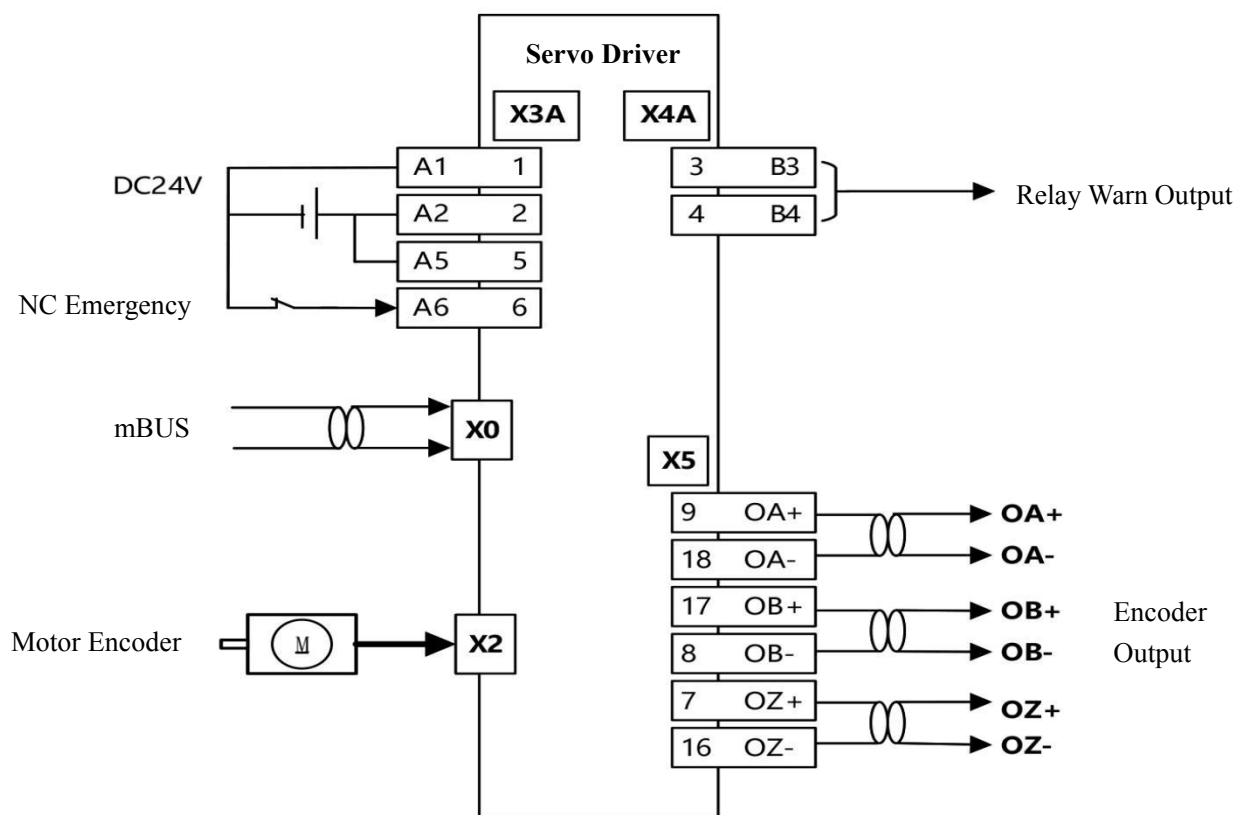 Servo Driver
X3A
X4A
DC24V
A1 1
A2 2
A5 5
NC Emergency
A6 6
3 B3
4 B4
Relay Warn Output
mBUS
X0
X5
9 OA+
OA+
18 OA-
OA-
17 OB+
OB+
8 OB-
OB-
7 OZ+
OZ+
16 OZ-
OZ-
Encoder
Output
Motor Encoder
M
X2